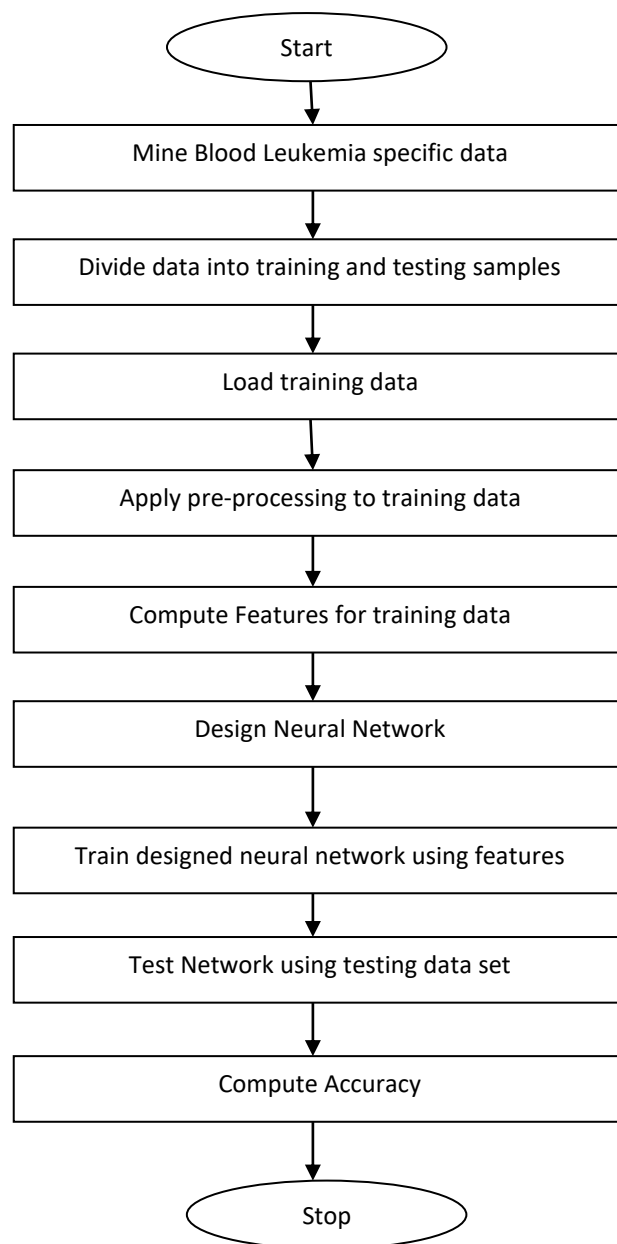 Start
Mine Blood Leukemia specific data
Divide data into training and testing samples
Load training data
Apply pre-processing to training data
Compute Features for training data
Design Neural Network
Train designed neural network using features
Test Network using testing data set
Compute Accuracy
Stop